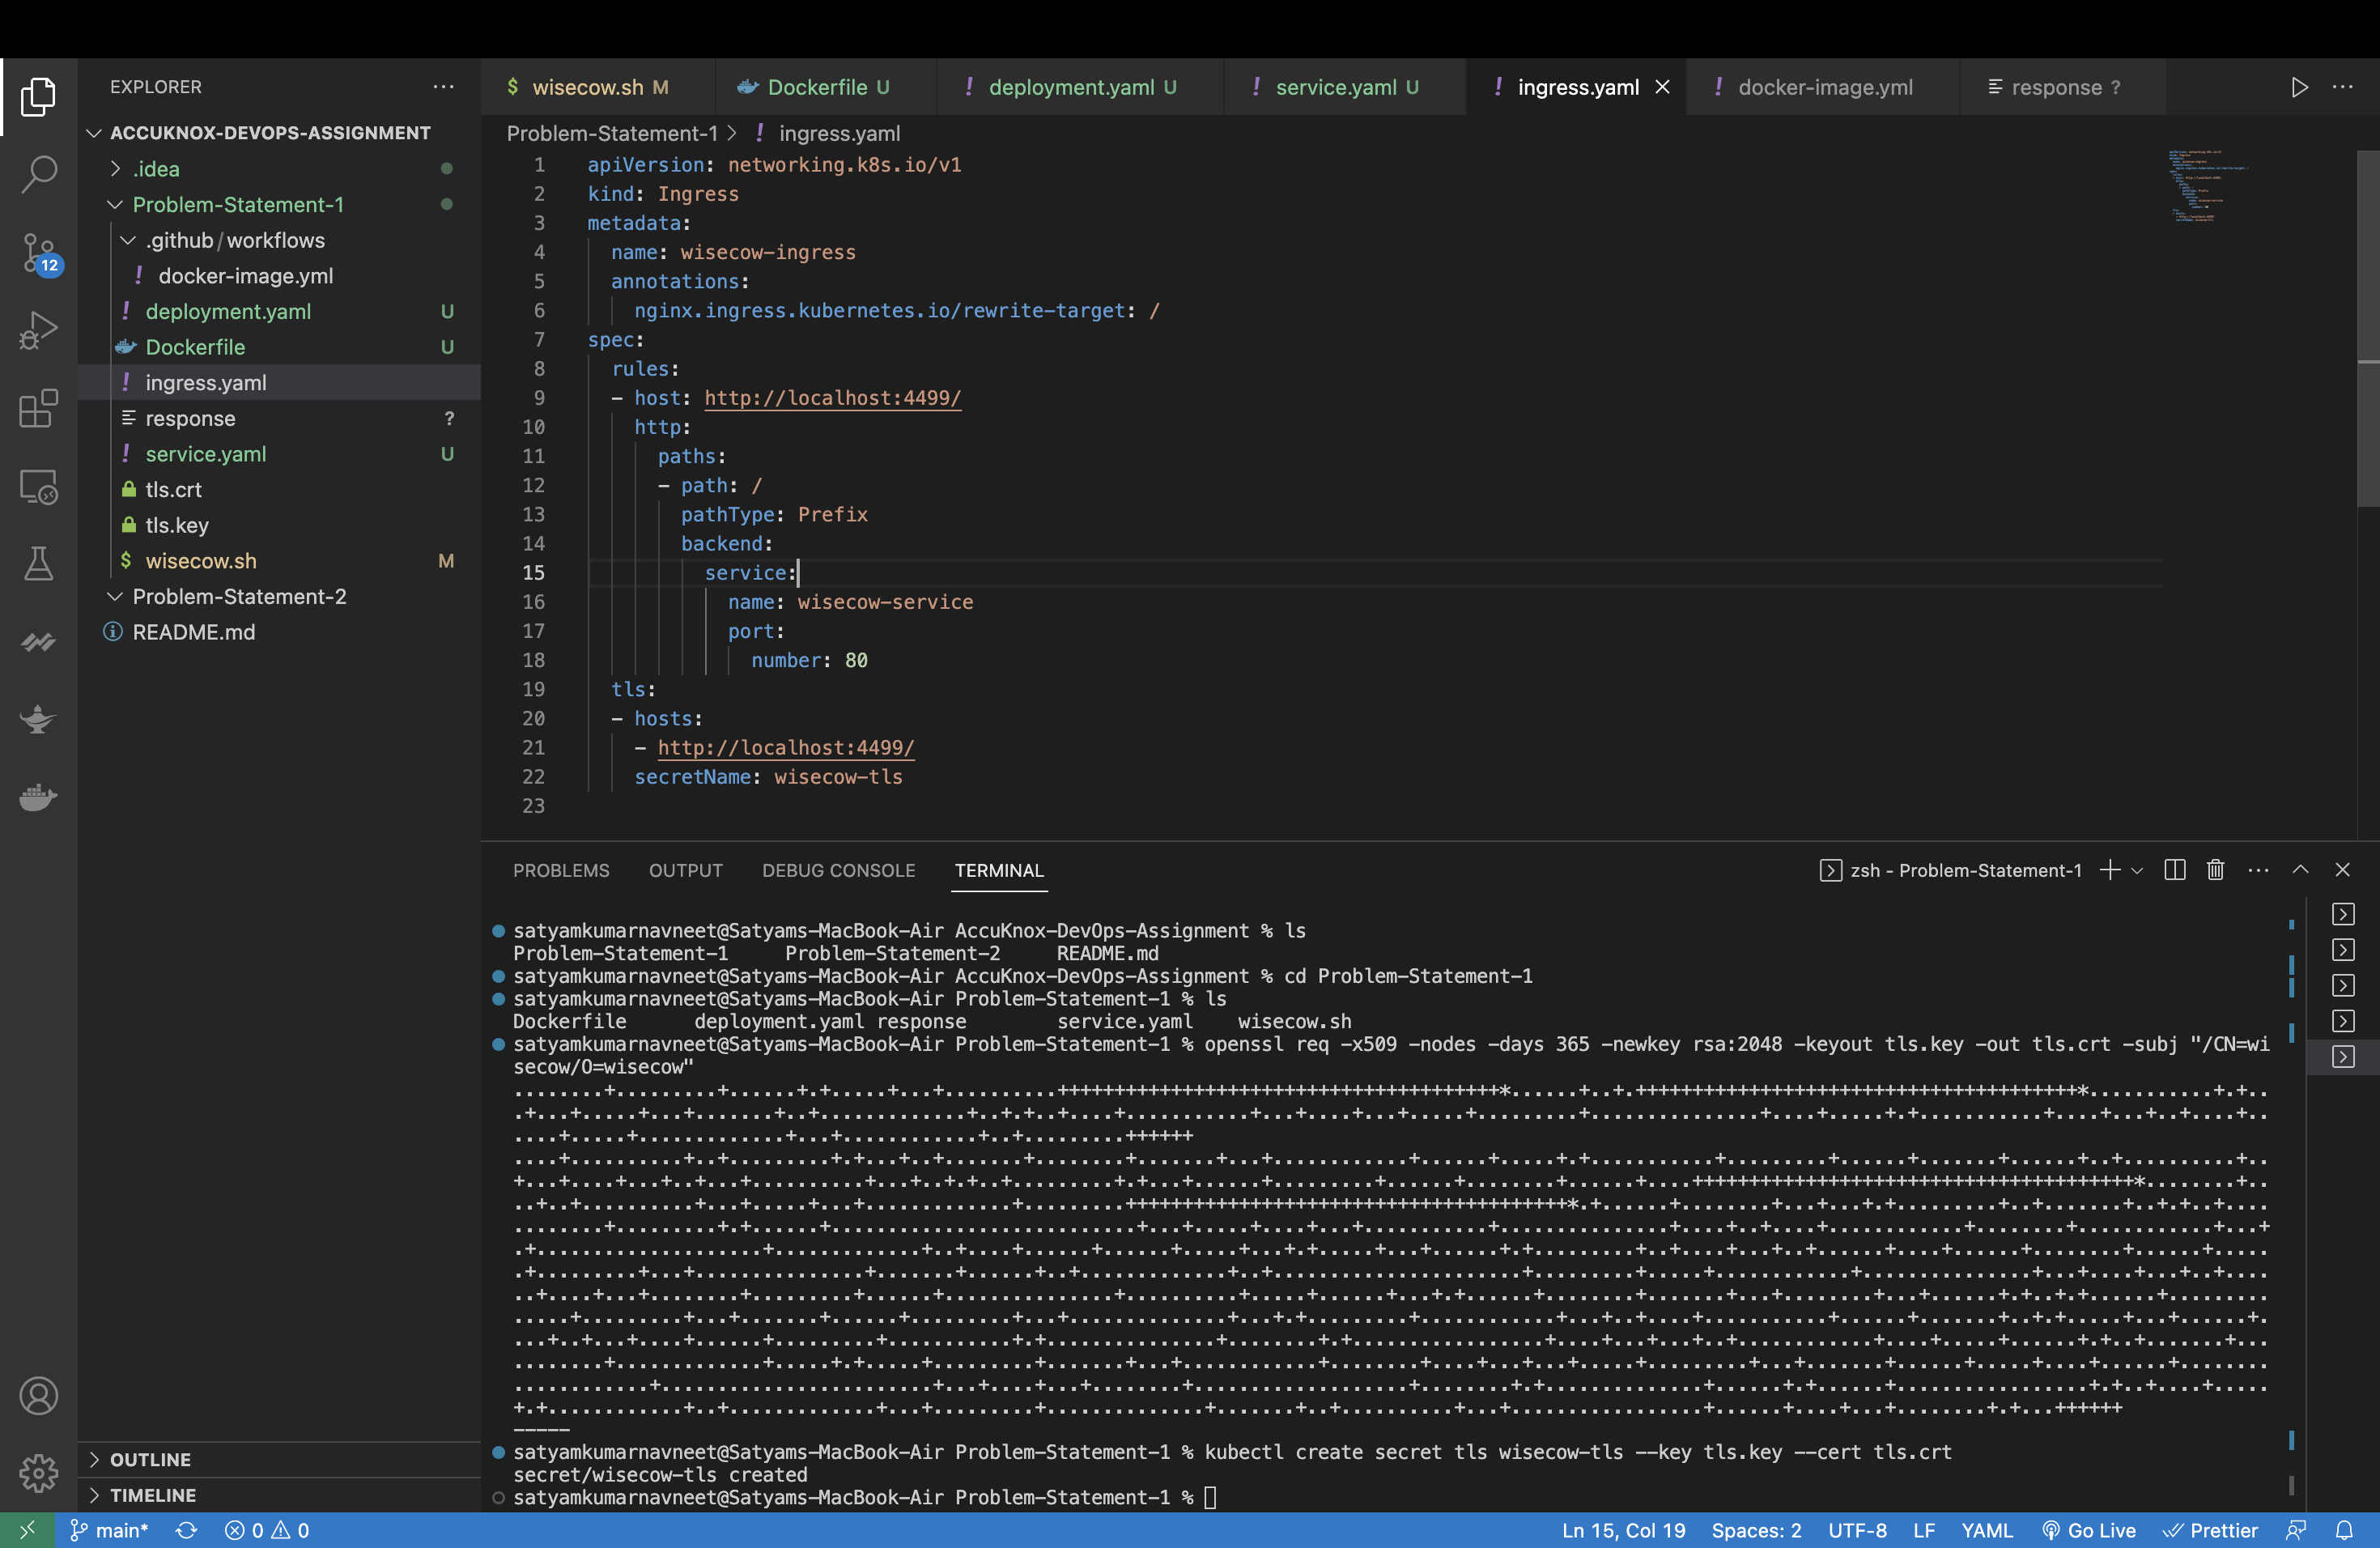 EXPLORER
ACCUKNOX-DEVOPS-ASSIGNMENT
.idea
Problem-Statement-1
.github/workflows
docker-image.yml
deployment.yaml U
Dockerfile U
ingress.yaml
response ?
service.yaml U
tls.crt
tls.key
wisecow.sh M
Problem-Statement-2
README.md
OUTLINE
TIMELINE
12
wisecow.sh M
Dockerfile U
deployment.yaml U
service.yaml U
ingress.yaml
docker-image.yml
response ?
Problem-Statement-1 > ! ingress.yaml
1 apiVersion: networking.k8s.io/v1
2 kind: Ingress
3 metadata:
4 name: wisecow-ingress
5 annotations:
6 nginx.ingress.kubernetes.io/rewrite-target: /
7 spec:
8 rules:
9 - host: http://localhost:4499/
10 http:
11 paths:
12 - path: /
13 pathType: Prefix
14 backend:
15 service:
16 name: wisecow-service
17 port:
18 number: 80
19 tls:
20 - hosts:
21 - http://localhost:4499/
22 secretName: wisecow-tls
23
PROBLEMS OUTPUT DEBUG CONSOLE TERMINAL
zsh - Problem-Statement-1
satyamkumarnavneet@Satyams-MacBook-Air AccuKnox-DevOps-Assignment % ls
Problem-Statement-1 Problem-Statement-2 README.md
satyamkumarnavneet@Satyams-MacBook-Air AccuKnox-DevOps-Assignment % cd Problem-Statement-1
satyamkumarnavneet@Satyams-MacBook-Air Problem-Statement-1 % ls
Dockerfile deployment.yaml response service.yaml wisecow.sh
satyamkumarnavneet@Satyams-MacBook-Air Problem-Statement-1 % openssl req -x509 -nodes -days 365 -newkey rsa:2048 -keyout tls.key -out tls.crt -subj "/CN=wi
secow/O=wisecow"
-----
satyamkumarnavneet@Satyams-MacBook-Air Problem-Statement-1 % kubectl create secret tls wisecow-tls --key tls.key --cert tls.crt
secret/wisecow-tls created
satyamkumarnavneet@Satyams-MacBook-Air Problem-Statement-1 %
main* 0 0
Ln 15, Col 19 Spaces: 2 UTF-8 LF YAML Go Live Prettier